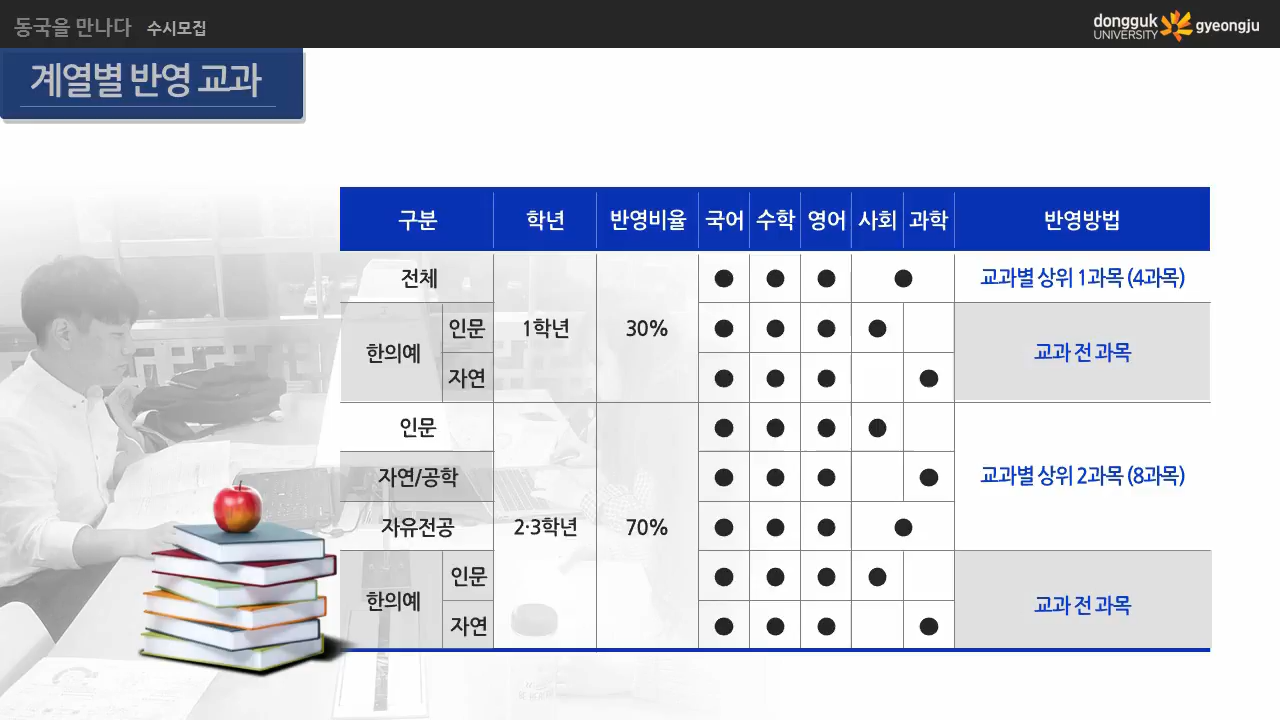 동국을 만나다 수시모집
dongguk
UNIVERSITY gyeongju
계열별 반영 교과
구분 학년 반영비율 국어 수학 영어 사회 과학 반영방법
전체 ● ● ● ● 교과별 상위 1과목 (4과목)
한의예 인문 1학년 30% ● ● ● ● 교과 전 과목
자연 ● ● ● ●
인문 ● ● ● ●
자연/공학 ● ● ● ● 교과별 상위 2과목 (8과목)
자유전공 2·3학년 70% ● ● ● ●
한의예 인문 ● ● ● ● 교과 전 과목
자연 ● ● ● ●